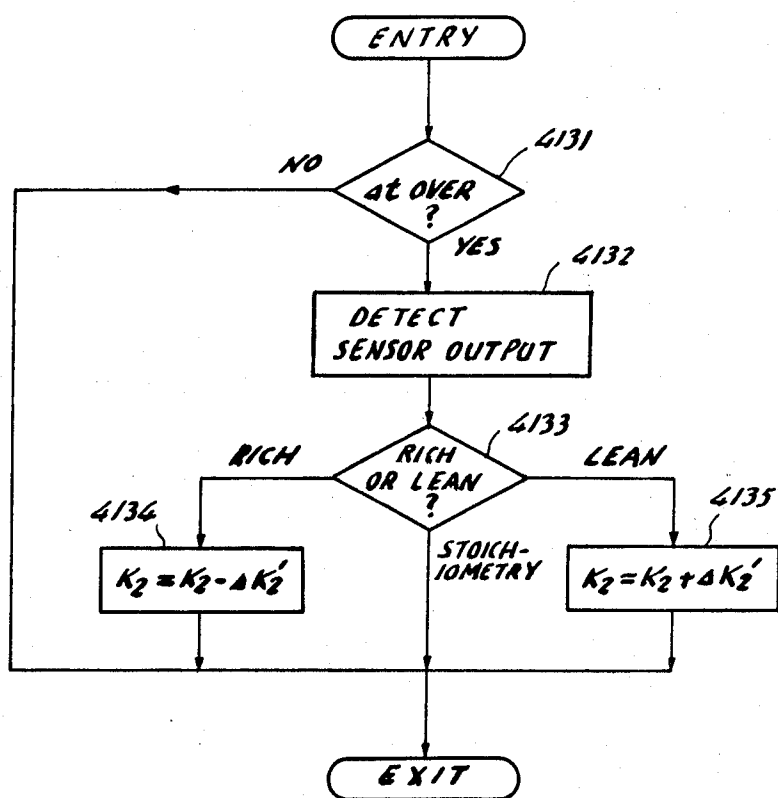 ENTRY
4131
NO
Δt OVER
?
YES
4132
DETECT
SENSOR OUTPUT
4133
RICH
RICH
OR LEAN
?
LEAN
4134
4135
STOICH-
IOMETRY
K₂ = K₂ - ΔK₂'
K₂ = K₂ + ΔK₂'
EXIT